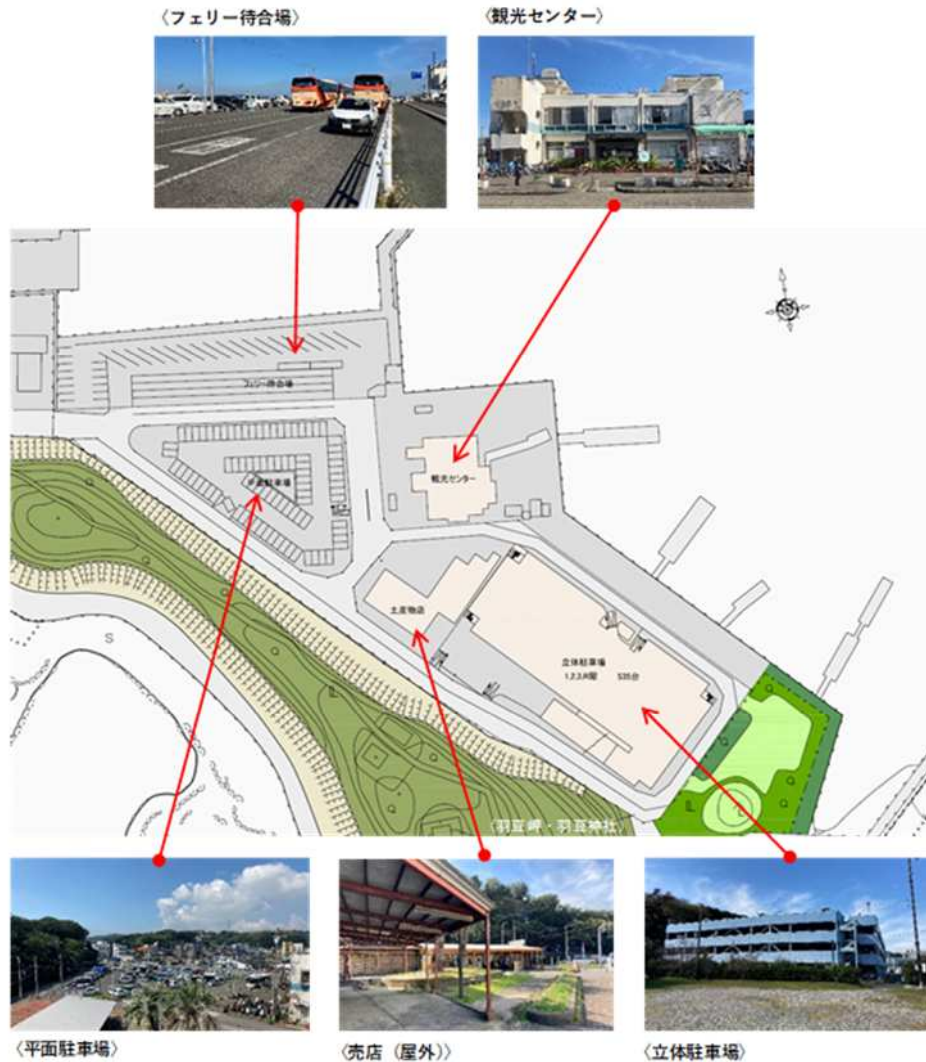 〈フェリー待合場〉
〈観光センター〉
フェリー待合場
平面駐車場
観光センター
土産物店
立体駐車場
1,2,3,R階 535台
S
〈羽豆岬・羽豆神社〉
〈平面駐車場〉
〈売店（屋外）〉
〈立体駐車場〉